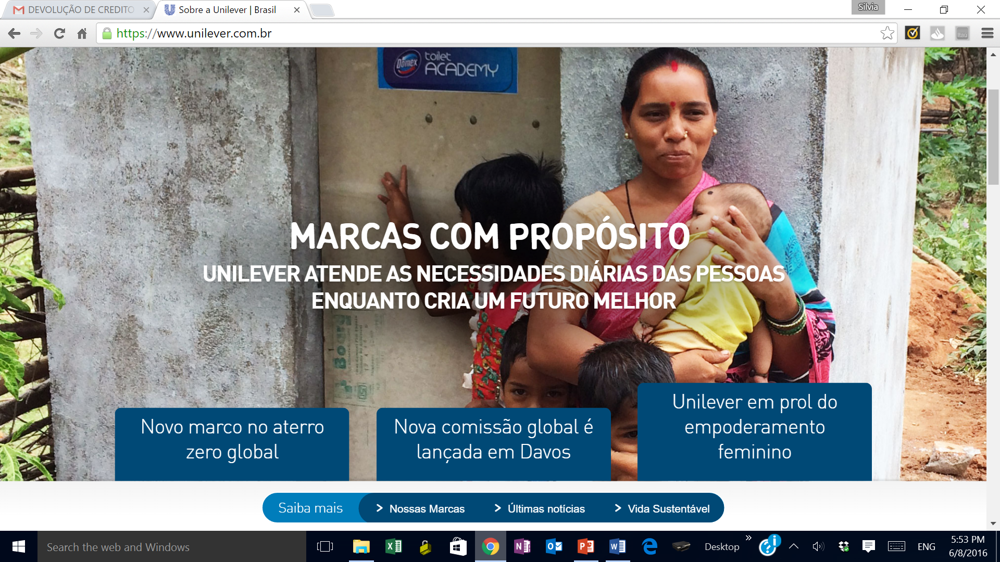 DEVOLUÇÃO DE CREDITO
Sobre a Unilever | Brasil
Silvia
https://www.unilever.com.br
Itaú
Domex
toilet
ACADEMY
MARCAS COM PROPÓSITO
UNILEVER ATENDE AS NECESSIDADES DIÁRIAS DAS PESSOAS
ENQUANTO CRIA UM FUTURO MELHOR
Novo marco no aterro
zero global
Nova comissão global é
lançada em Davos
Unilever em prol do
empoderamento
feminino
Saiba mais
> Nossas Marcas
> Últimas notícias
> Vida Sustentável
Search the web and Windows
Desktop
ENG
5:53 PM
6/8/2016